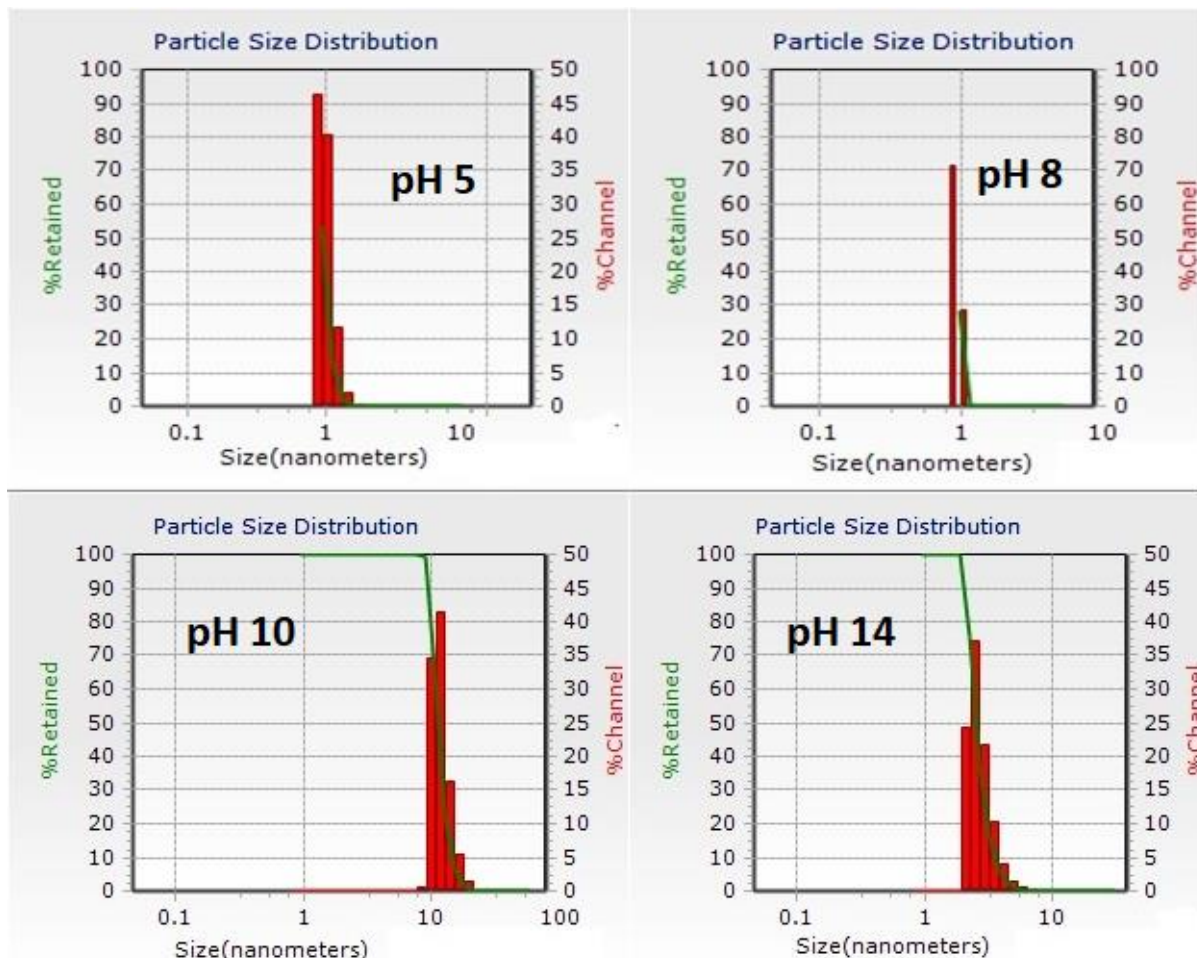 Particle Size Distribution
100 50
90 45
80 40
70 35
60 30
50 25
40 20
30 15
20 10
10 5
0 0
%Retained
%Channel
pH 5
0.1 1 10
Size(nanometers)
Particle Size Distribution
100 100
90 90
80 80
70 70
60 60
50 50
40 40
30 30
20 20
10 10
0 0
%Retained
%Channel
pH 8
0.1 1 10
Size(nanometers)
Particle Size Distribution
100 50
90 45
80 40
70 35
60 30
50 25
40 20
30 15
20 10
10 5
0 0
%Retained
%Channel
pH 10
0.1 1 10 100
Size(nanometers)
Particle Size Distribution
100 50
90 45
80 40
70 35
60 30
50 25
40 20
30 15
20 10
10 5
0 0
%Retained
%Channel
pH 14
0.1 1 10
Size(nanometers)